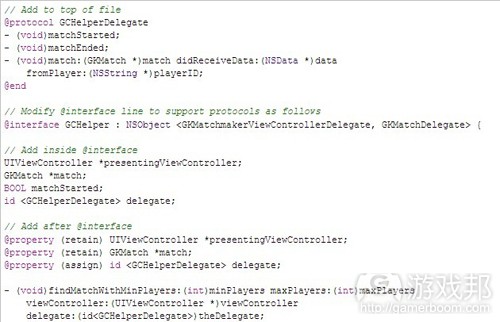 // Add to top of file
@protocol GCHelperDelegate
- (void)matchStarted;
- (void)matchEnded;
- (void)match:(GKMatch *)match didReceiveData:(NSData *)data
fromPlayer:(NSString *)playerID;
@end
// Modify @interface line to support protocols as follows
@interface GCHelper : NSObject <GKMatchmakerViewControllerDelegate, GKMatchDelegate> {
// Add inside @interface
UIViewController *presentingViewController;
GKMatch *match;
BOOL matchStarted;
id <GCHelperDelegate> delegate;
// Add after @interface
@property (retain) UIViewController *presentingViewController;
@property (retain) GKMatch *match;
@property (assign) id <GCHelperDelegate> delegate;
- (void)findMatchWithMinPlayers:(int)minPlayers maxPlayers:(int)maxPlayers
viewController:(UIViewController *)viewController
delegate:(id<GCHelperDelegate>)theDelegate;
游戏邦
http://gamerboom.com